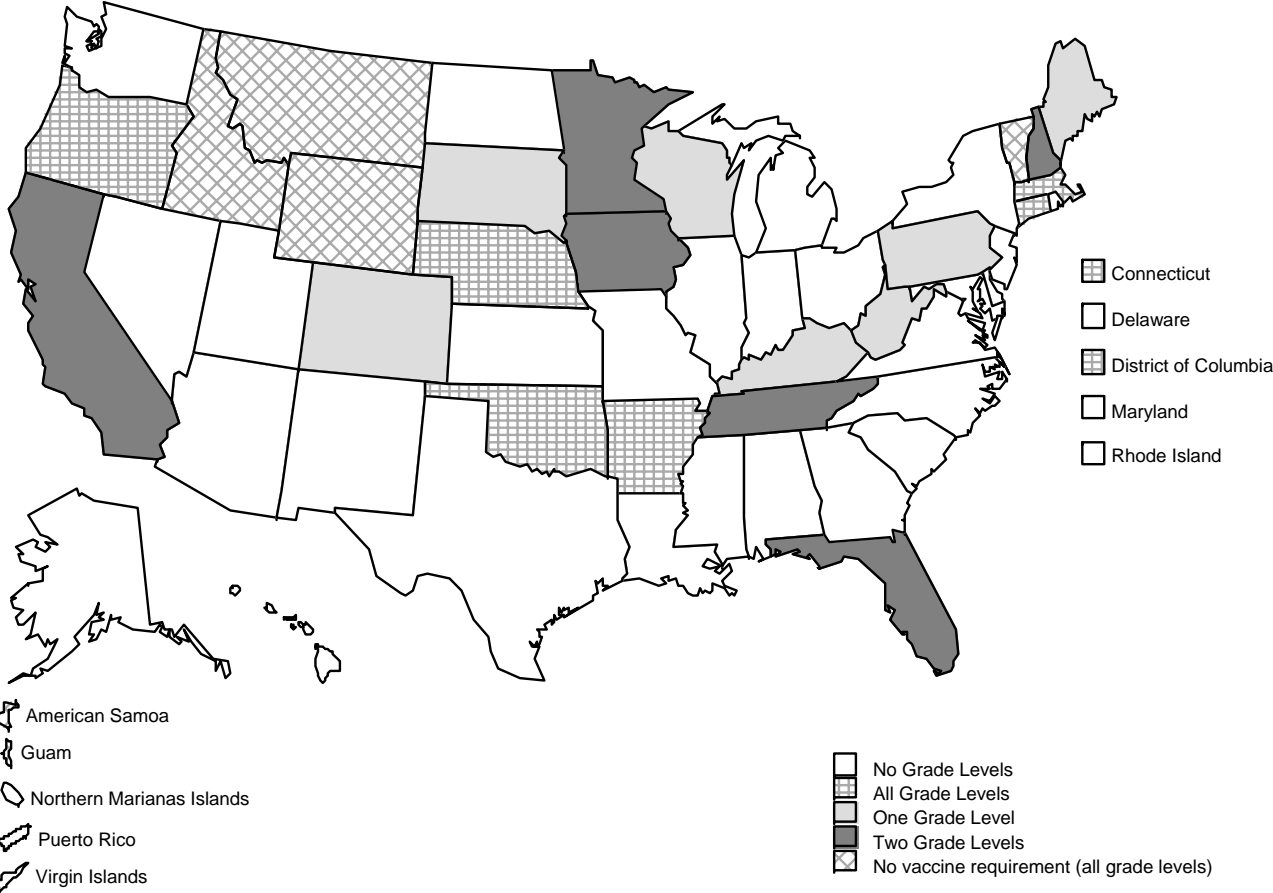 Connecticut
Delaware
District of Columbia
Maryland
Rhode Island
American Samoa
Guam
Northern Marianas Islands
Puerto Rico
Virgin Islands
No Grade Levels
All Grade Levels
One Grade Level
Two Grade Levels
No vaccine requirement (all grade levels)